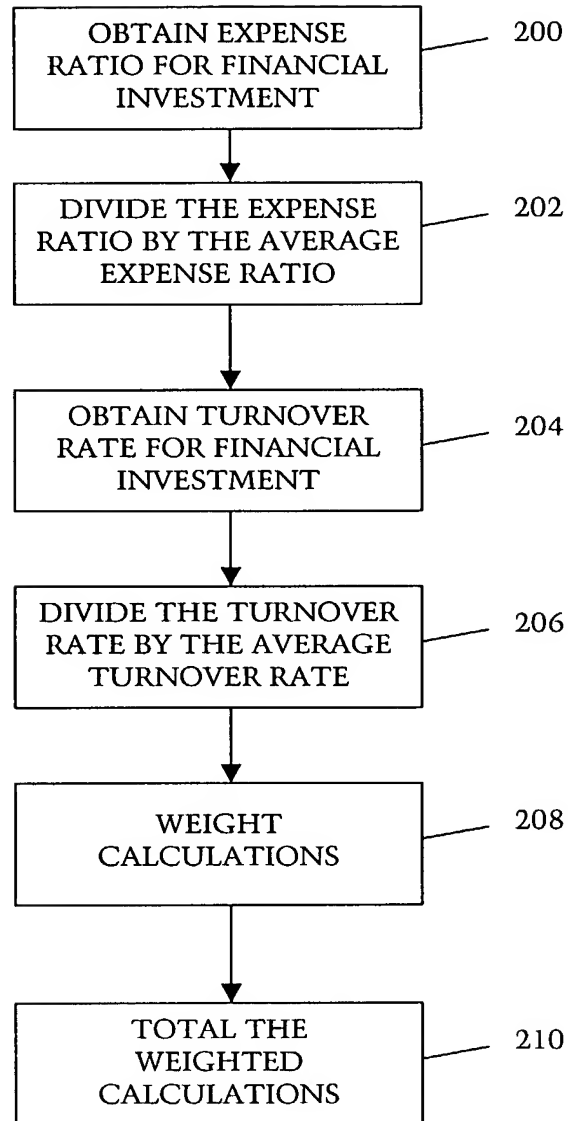 OBTAIN EXPENSE
RATIO FOR FINANCIAL
INVESTMENT
200
DIVIDE THE EXPENSE
RATIO BY THE AVERAGE
EXPENSE RATIO
202
OBTAIN TURNOVER
RATE FOR FINANCIAL
INVESTMENT
204
DIVIDE THE TURNOVER
RATE BY THE AVERAGE
TURNOVER RATE
206
WEIGHT
CALCULATIONS
208
TOTAL THE
WEIGHTED
CALCULATIONS
210